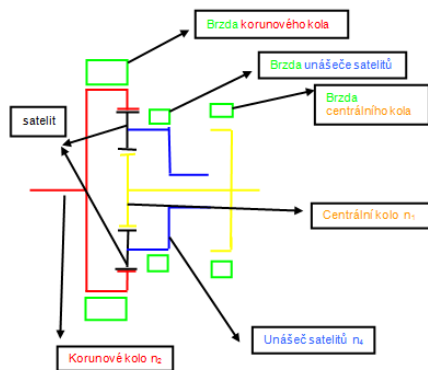 Brzda korunového kola
Brzda unášeče satelitů
Brzda
centrálního kola
satelit
Centrální kolo n₁
Unášeč satelitů n₄
Korunové kolo n₂